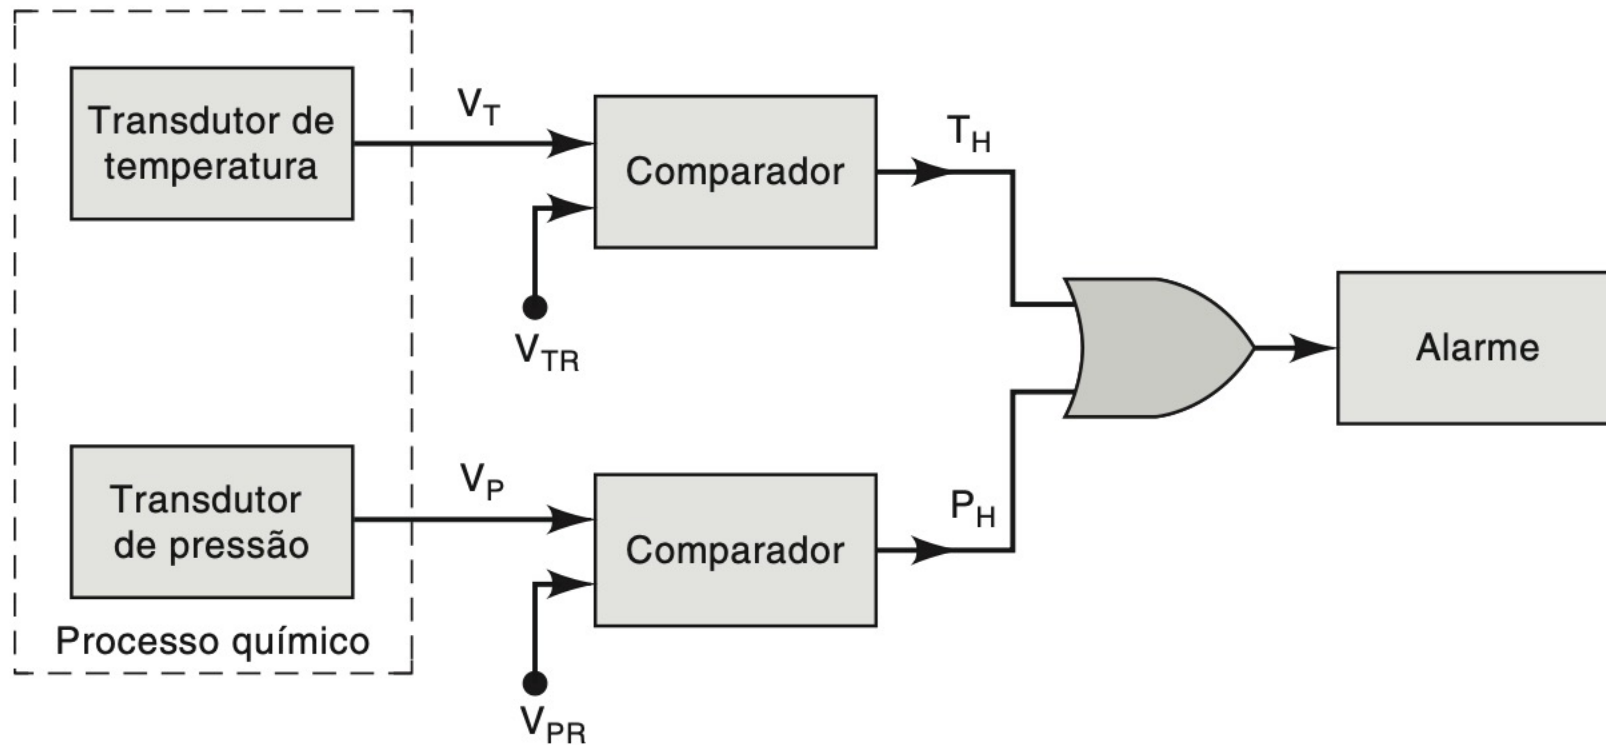 Transdutor de
temperatura
V_T
V_TR
Comparador
T_H
Alarme
Transdutor
de pressão
V_P
V_PR
Comparador
P_H
Processo químico